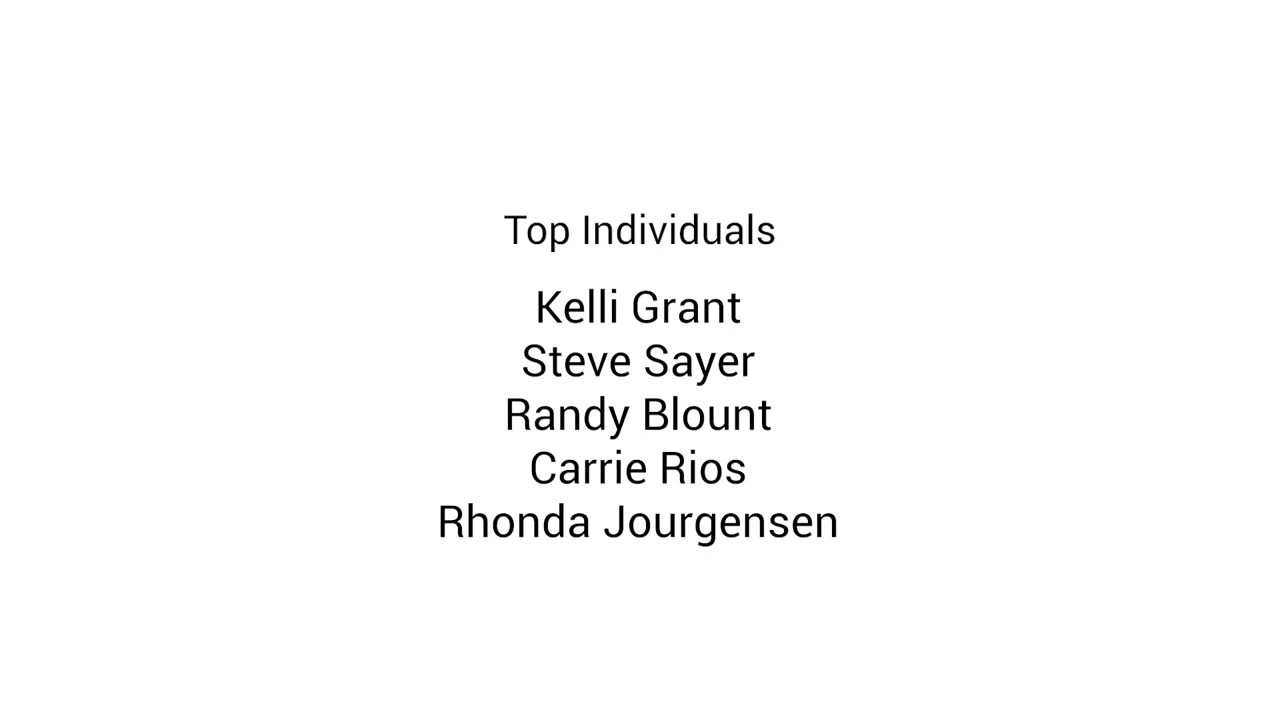 Top Individuals
Kelli Grant
Steve Sayer
Randy Blount
Carrie Rios
Rhonda Jourgensen